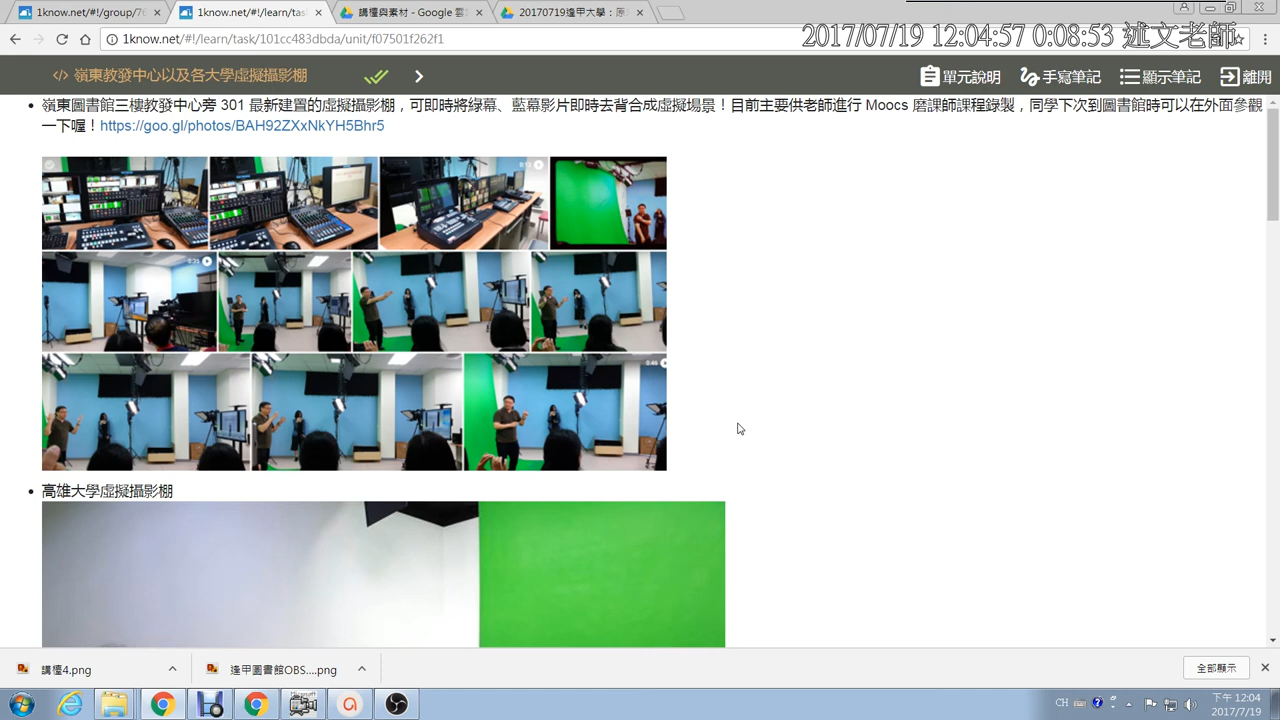 1know.net/#!/group/76
1know.net/#!/learn/tas
講檯與素材 - Google 雲
20170719逢甲大學：原
1know.net/#!/learn/task/101cc483dbda/unit/f07501f262f1
2017/07/19 12:04:57 0:08:53 述文老師
</> 嶺東教發中心以及各大學虛擬攝影棚
單元說明
手寫筆記
顯示筆記
離開
• 嶺東圖書館三樓教發中心旁 301 最新建置的虛擬攝影棚，可即時將綠幕、藍幕影片即時去背合成虛擬場景！目前主要供老師進行 Moocs 磨課師課程錄製，同學下次到圖書館時可以在外面參觀
一下喔！https://goo.gl/photos/BAH92ZXxNkYH5Bhr5
0:13
0:35
0:46
• 高雄大學虛擬攝影棚
講檯4.png
逢甲圖書館OBS....png
全部顯示
CH
下午 12:04
2017/7/19